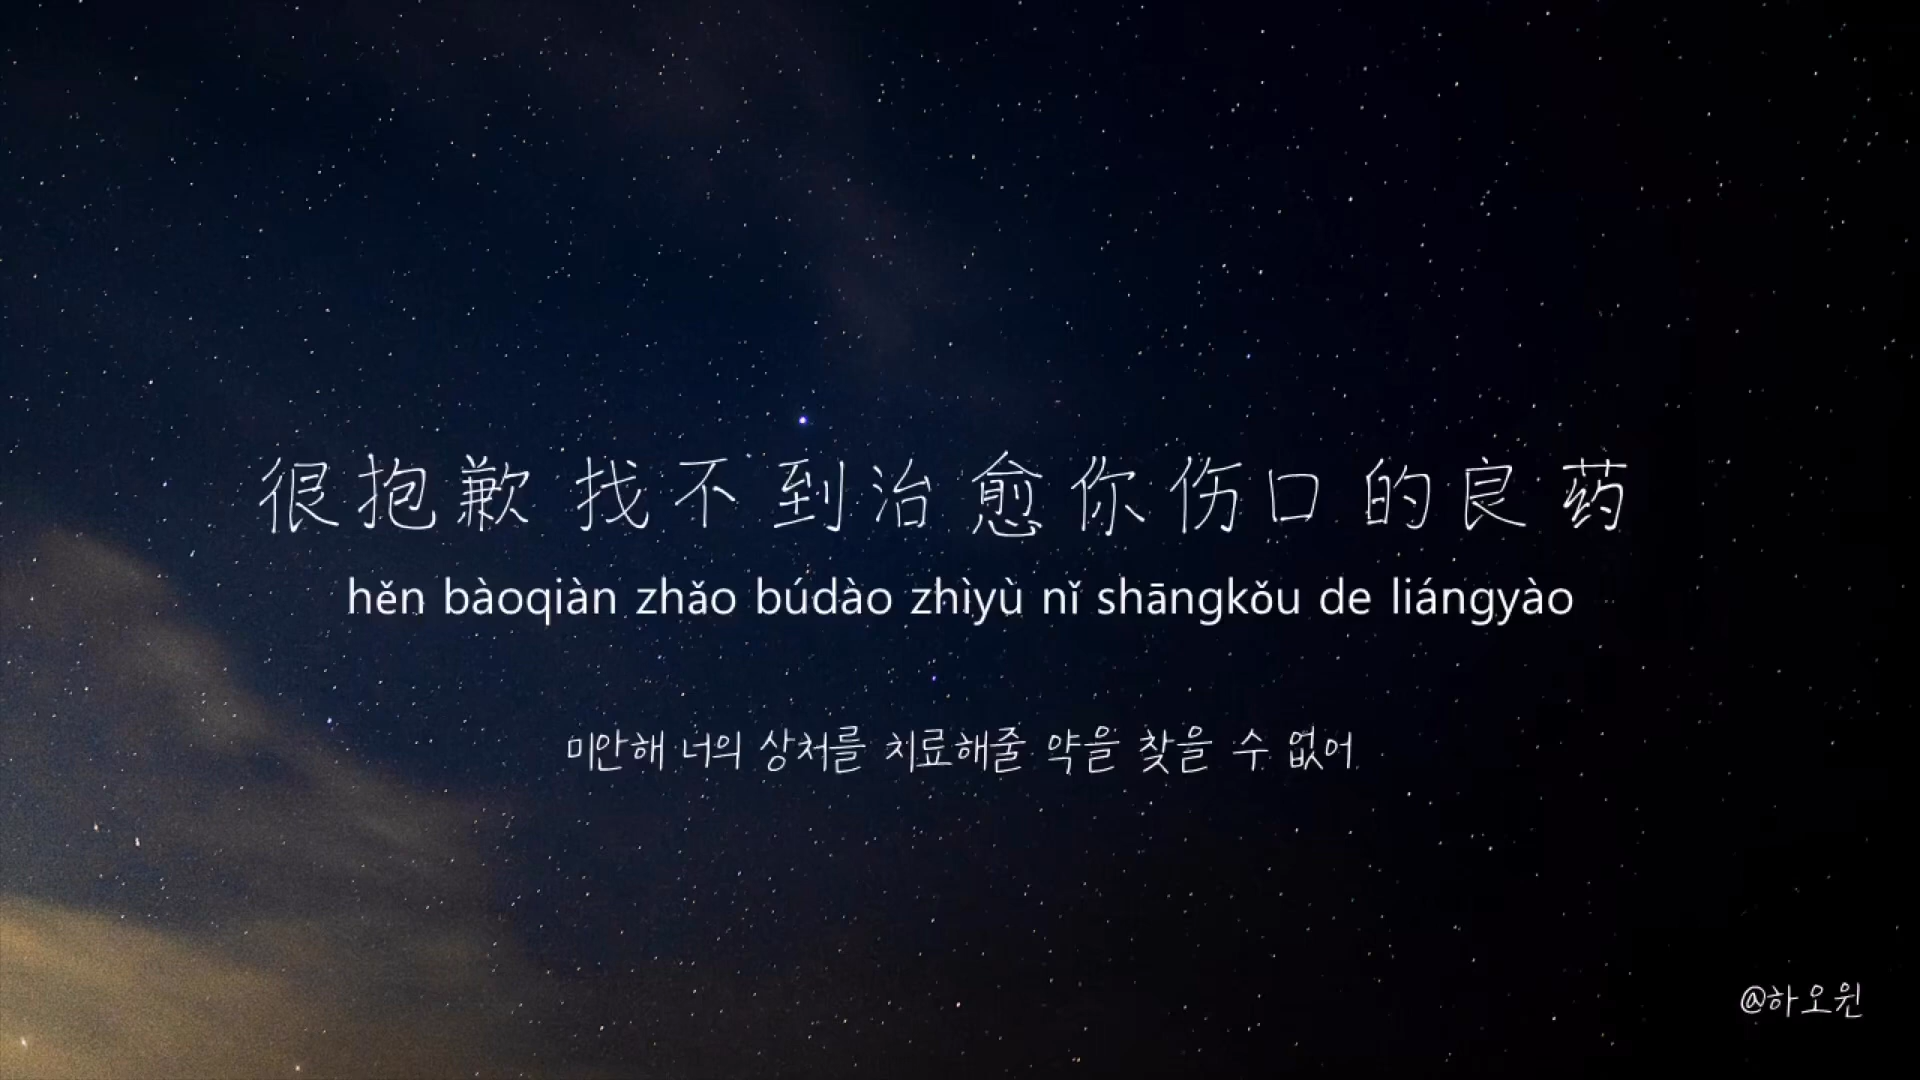 很抱歉 找不到治愈你伤口的良药
hěn bàoqiàn zhǎo búdào zhìyù nǐ shāngkǒu de liángyào
미안해 너의 상처를 치료해줄 약을 찾을 수 없어
@하오원